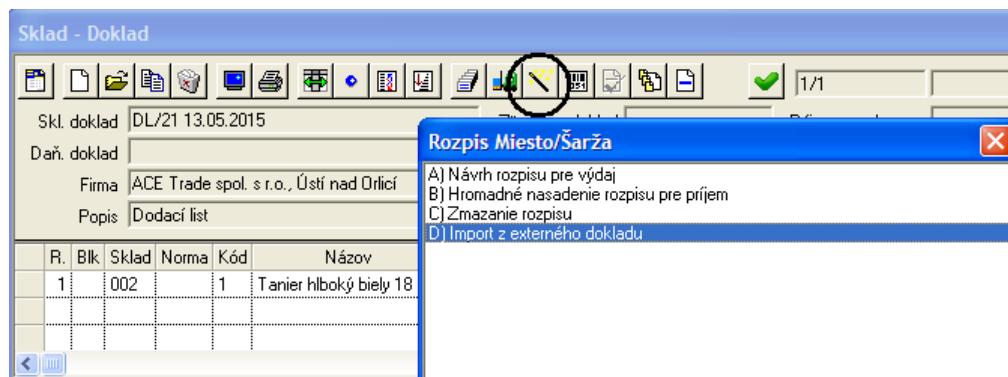 Sklad - Doklad
1/1
Skl. doklad DL/21 13.05.2015
Daň. doklad
Firma ACE Trade spol. s r.o., Ústí nad Orlicí
Popis Dodací list
R. Blk Sklad Norma Kód Názov
1 002 1 Tanier hlboký biely 18
Rozpis Miesto/Šarža
A) Návrh rozpisu pre výdaj
B) Hromadné nasadenie rozpisu pre príjem
C) Zmazanie rozpisu
D) Import z externého dokladu